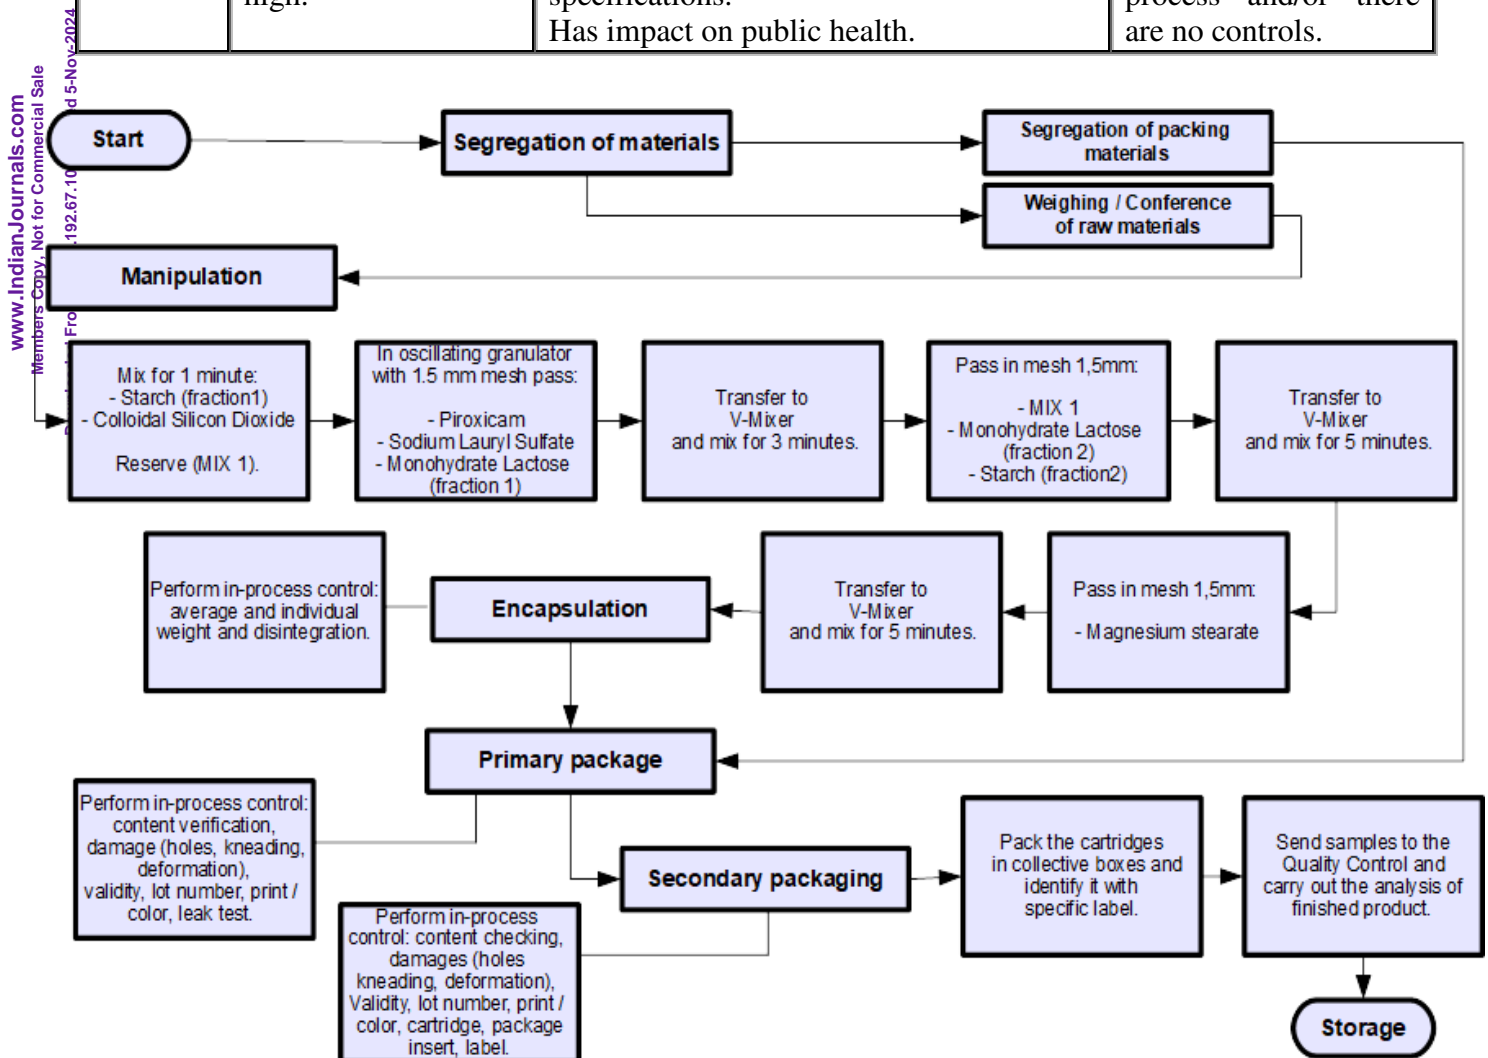 high.
specifications.
Has impact on public health.
process and/or there
are no controls.
www.IndianJournals.com
Members Copy, Not for Commercial Sale
Start
Segregation of materials
Segregation of packing
materials
Weighing / Conference
of raw materials
Manipulation
Mix for 1 minute:
- Starch (fraction1)
- Colloidal Silicon Dioxide
Reserve (MIX 1).
In oscillating granulator
with 1.5 mm mesh pass:
- Piroxicam
- Sodium Lauryl Sulfate
- Monohydrate Lactose
(fraction 1)
Transfer to
V-Mixer
and mix for 3 minutes.
Pass in mesh 1,5mm:
- MIX 1
- Monohydrate Lactose
(fraction 2)
- Starch (fraction2)
Transfer to
V-Mixer
and mix for 5 minutes.
Pass in mesh 1,5mm:
- Magnesium stearate
Transfer to
V-Mixer
and mix for 5 minutes.
Encapsulation
Perform in-process control:
average and individual
weight and disintegration.
Primary package
Perform in-process control:
content verification,
damage (holes, kneading,
deformation),
validity, lot number, print /
color, leak test.
Secondary packaging
Perform in-process
control: content checking,
damages (holes
kneading, deformation),
Validity, lot number, print /
color, cartridge, package
insert, label.
Pack the cartridges
in collective boxes and
identify it with
specific label.
Send samples to the
Quality Control and
carry out the analysis of
finished product.
Storage